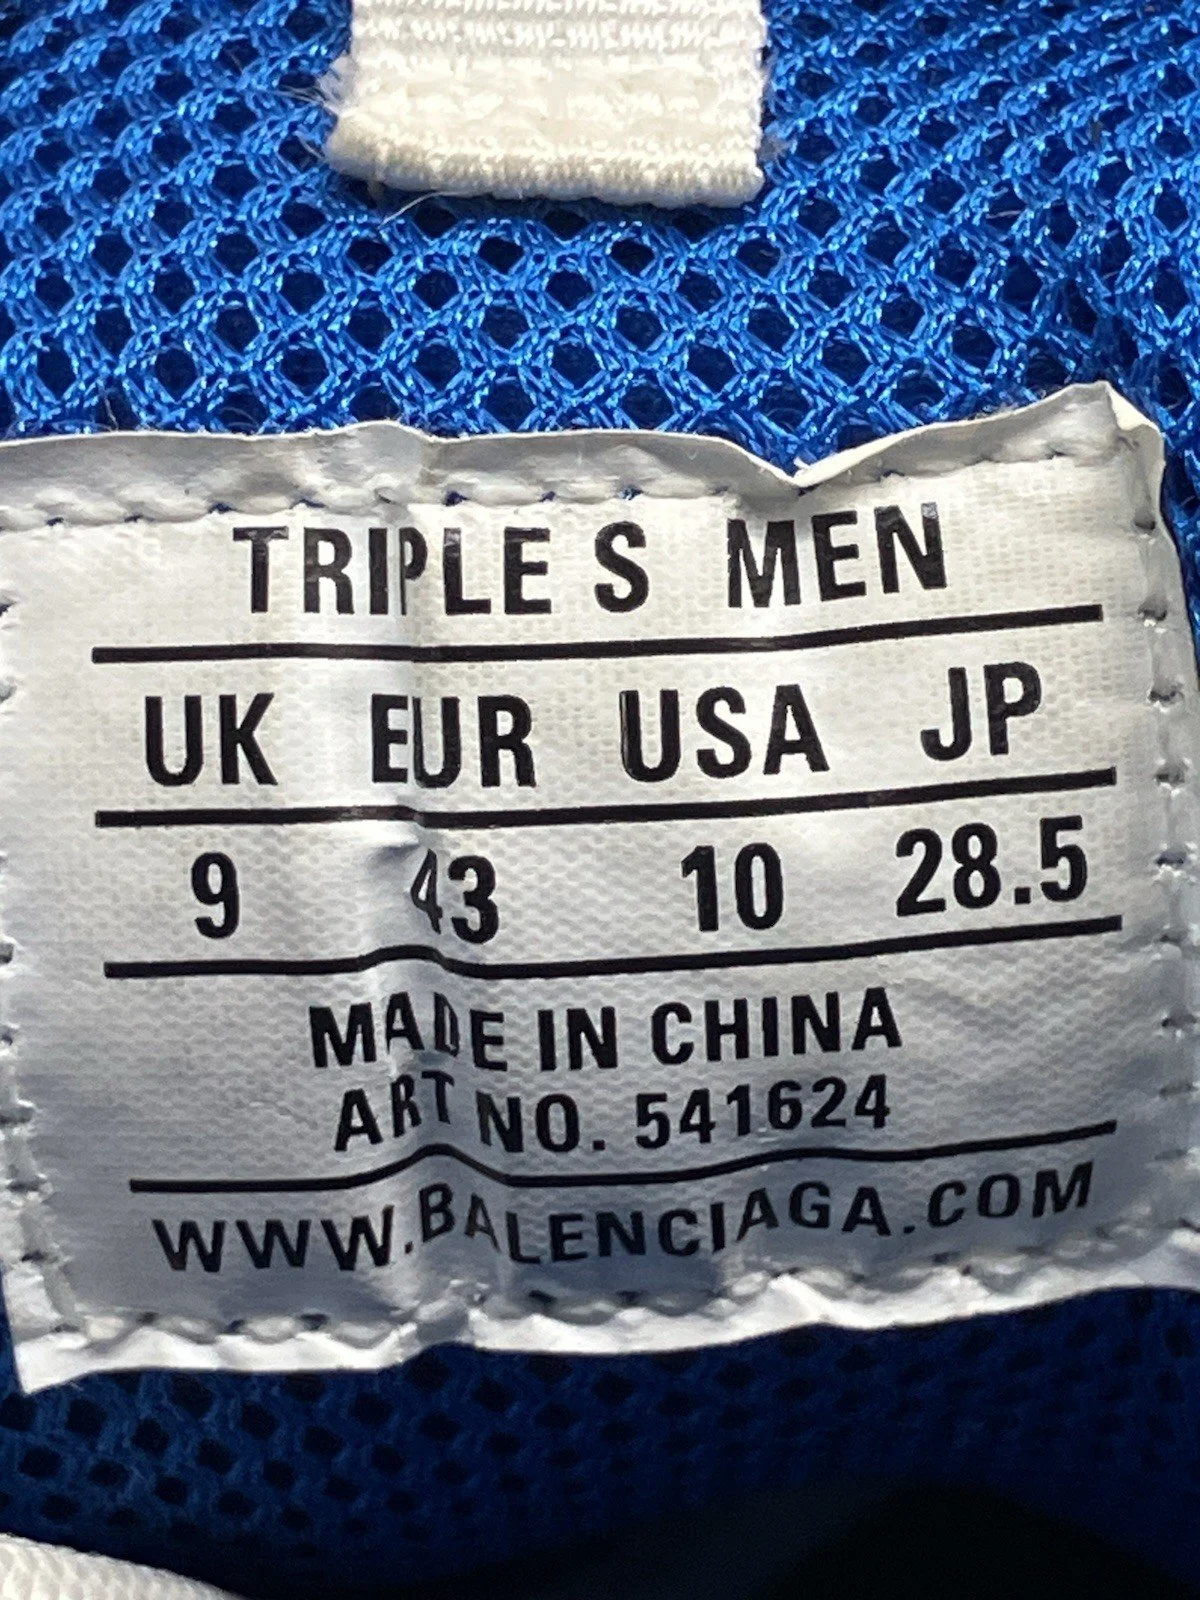 TRIPLE S MEN
UK EUR USA JP
9 43 10 28.5
MADE IN CHINA
ART NO. 541624
WWW.BALENCIAGA.COM